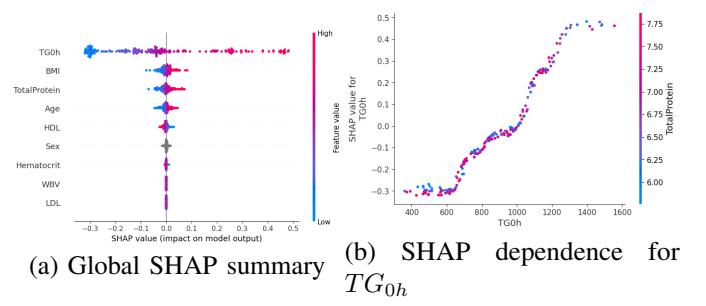 High
TG0h
BMI
TotalProtein
Age
HDL
Sex
Hematocrit
WBV
LDL
Low
Feature value
−0.3 −0.2 −0.1 0.0 0.1 0.2 0.3 0.4 0.5
SHAP value (impact on model output)
(a) Global SHAP summary
0.5
0.4
0.3
0.2
0.1
0.0
−0.1
−0.2
−0.3
SHAP value for
TG0h
400 600 800 1000 1200 1400 1600
TG0h
7.75
7.50
7.25
7.00
6.75
6.50
6.25
6.00
TotalProtein
(b) SHAP dependence for
TG0h